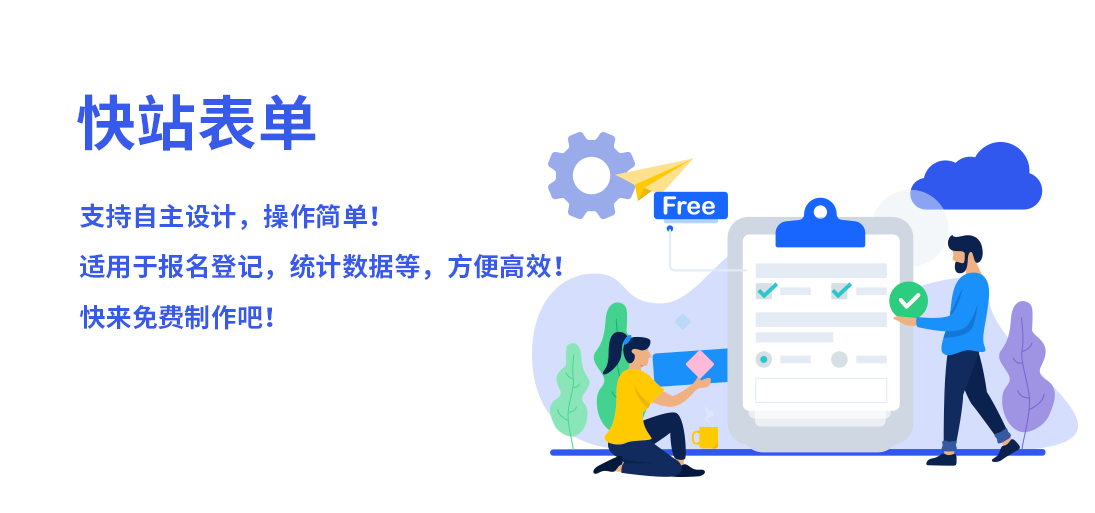 快站表单
支持自主设计，操作简单！
适用于报名登记，统计数据等，方便高效！
快来免费制作吧！
Free